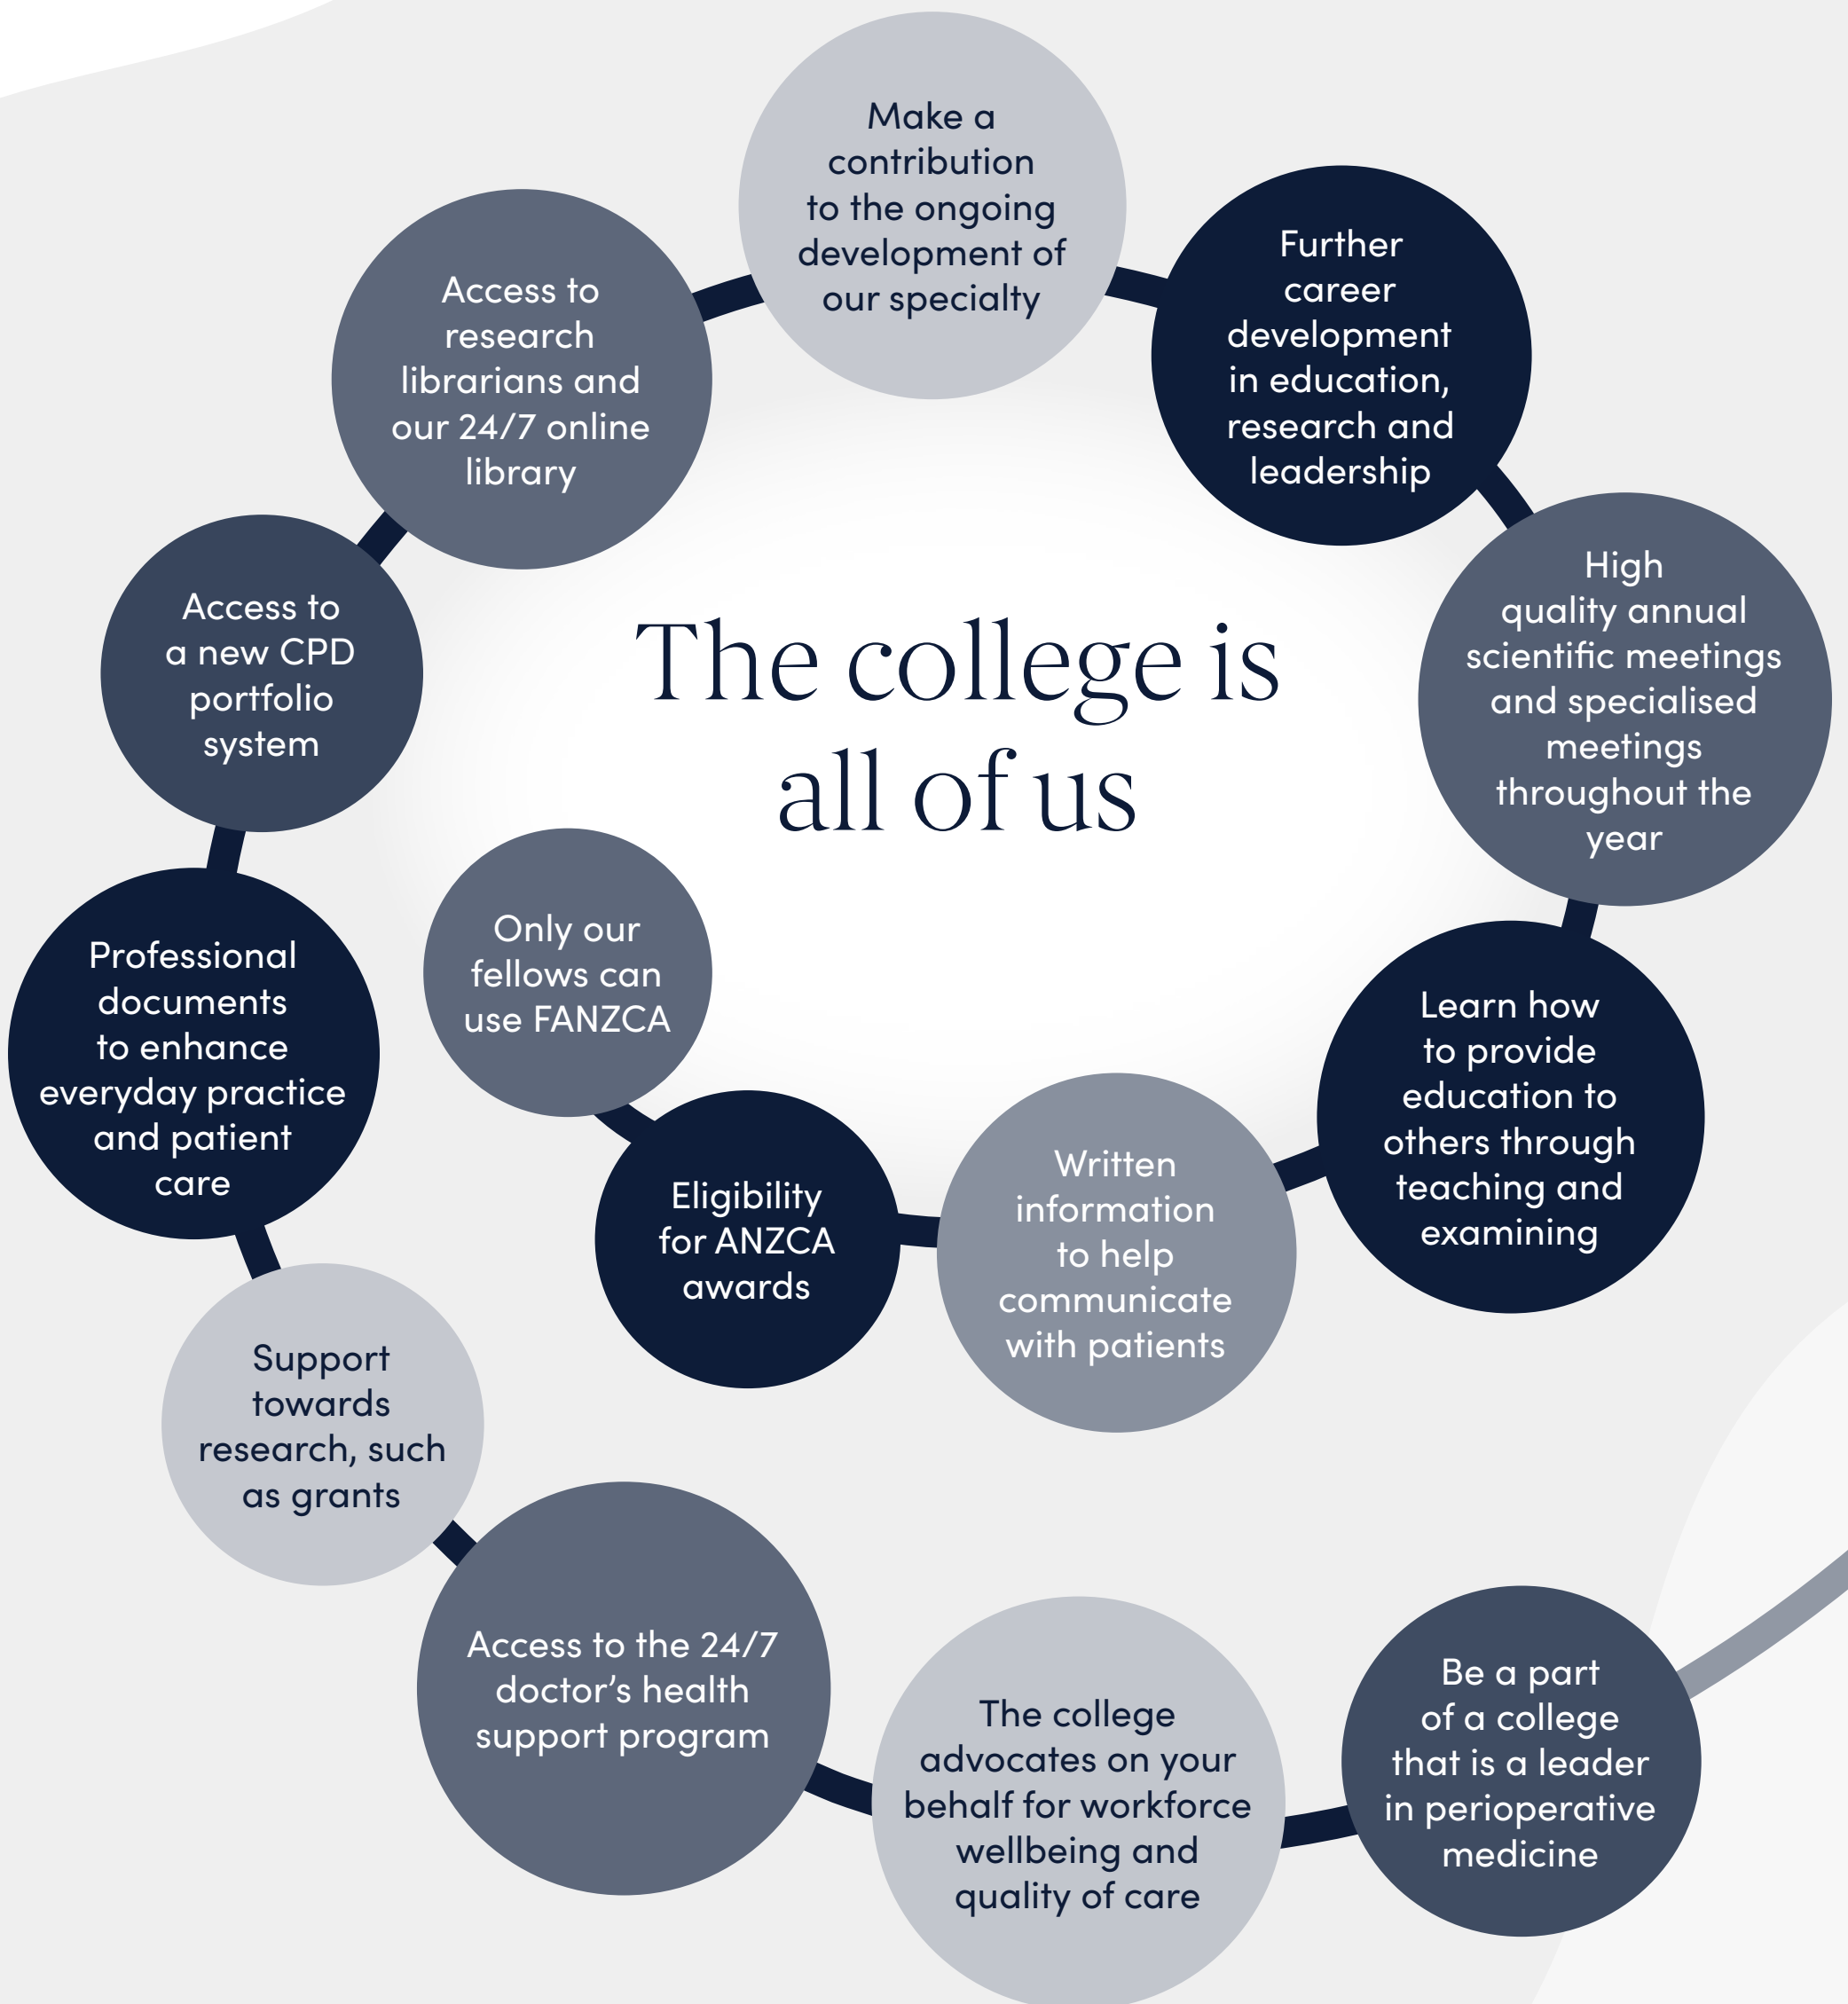 Make a
contribution
to the ongoing
development of
our specialty
Further
career
development
in education,
research and
leadership
Access to
research
librarians and
our 24/7 online
library
High
quality annual
scientific meetings
and specialised
meetings
throughout the
year
Access to
a new CPD
portfolio
system
The college is
all of us
Only our
fellows can
use FANZCA
Professional
documents
to enhance
everyday practice
and patient
care
Learn how
to provide
education to
others through
teaching and
examining
Written
information
to help
communicate
with patients
Eligibility
for ANZCA
awards
Support
towards
research, such
as grants
Access to the 24/7
doctor’s health
support program
The college
advocates on your
behalf for workforce
wellbeing and
quality of care
Be a part
of a college
that is a leader
in perioperative
medicine